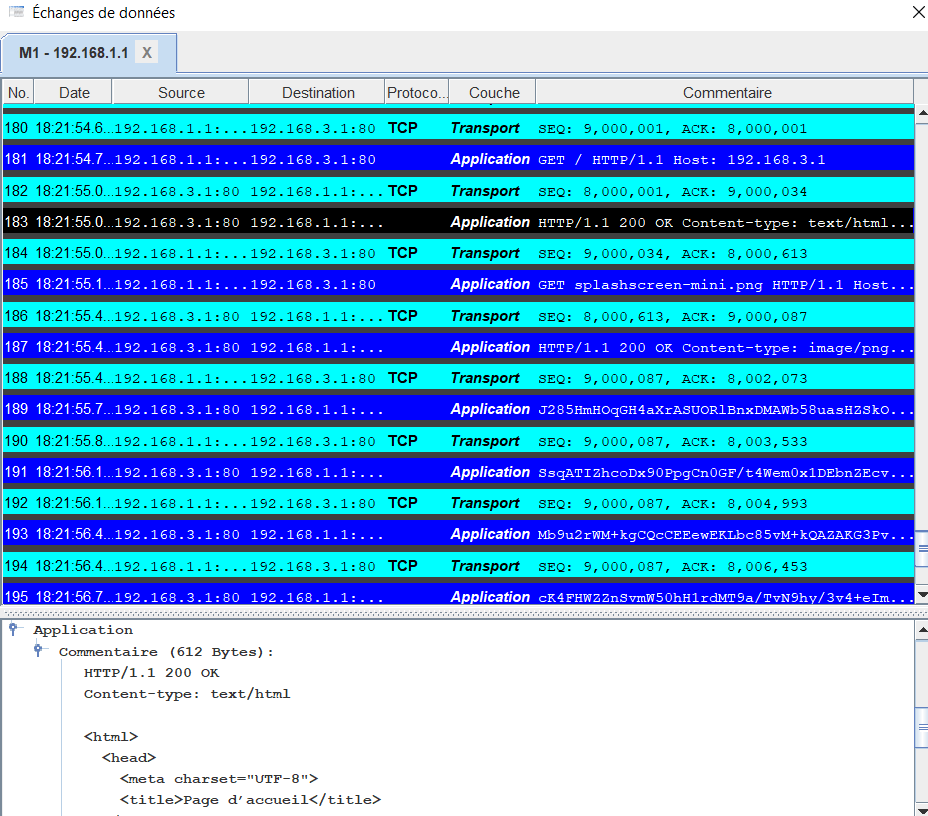 Échanges de données
M1 - 192.168.1.1 X
No. Date Source Destination Protoco... Couche Commentaire
180 18:21:54.6... 192.168.1.1:... 192.168.3.1:80 TCP Transport SEQ: 9,000,001, ACK: 8,000,001
181 18:21:54.7... 192.168.1.1:... 192.168.3.1:80 Application GET / HTTP/1.1 Host: 192.168.3.1
182 18:21:55.0... 192.168.3.1:80 192.168.1.1:... TCP Transport SEQ: 8,000,001, ACK: 9,000,034
183 18:21:55.0... 192.168.3.1:80 192.168.1.1:... Application HTTP/1.1 200 OK Content-type: text/html...
184 18:21:55.0... 192.168.1.1:... 192.168.3.1:80 TCP Transport SEQ: 9,000,034, ACK: 8,000,613
185 18:21:55.1... 192.168.1.1:... 192.168.3.1:80 Application GET splashscreen-mini.png HTTP/1.1 Host...
186 18:21:55.4... 192.168.3.1:80 192.168.1.1:... TCP Transport SEQ: 8,000,613, ACK: 9,000,087
187 18:21:55.4... 192.168.3.1:80 192.168.1.1:... Application HTTP/1.1 200 OK Content-type: image/png...
188 18:21:55.4... 192.168.1.1:... 192.168.3.1:80 TCP Transport SEQ: 9,000,087, ACK: 8,002,073
189 18:21:55.7... 192.168.3.1:80 192.168.1.1:... Application J285HmHOqGH4aXrASUORlBnxDMAWb58uasHZSkO...
190 18:21:55.8... 192.168.1.1:... 192.168.3.1:80 TCP Transport SEQ: 9,000,087, ACK: 8,003,533
191 18:21:56.1... 192.168.3.1:80 192.168.1.1:... Application SsqATIZhcoDx90PpgCn0GF/t4Wem0x1DEbnZEcv...
192 18:21:56.1... 192.168.1.1:... 192.168.3.1:80 TCP Transport SEQ: 9,000,087, ACK: 8,004,993
193 18:21:56.4... 192.168.3.1:80 192.168.1.1:... Application Mb9u2rWM+kgCQcCEEewEKLbc85vM+kQAZAKG3Pv...
194 18:21:56.4... 192.168.1.1:... 192.168.3.1:80 TCP Transport SEQ: 9,000,087, ACK: 8,006,453
195 18:21:56.7... 192.168.3.1:80 192.168.1.1:... Application cK4FHWZZnSvmW50hH1rdMT9a/TvN9hy/3v4+eIm...
Application
Commentaire (612 Bytes):
HTTP/1.1 200 OK
Content-type: text/html
<html>
<head>
<meta charset="UTF-8">
<title>Page d'accueil</title>